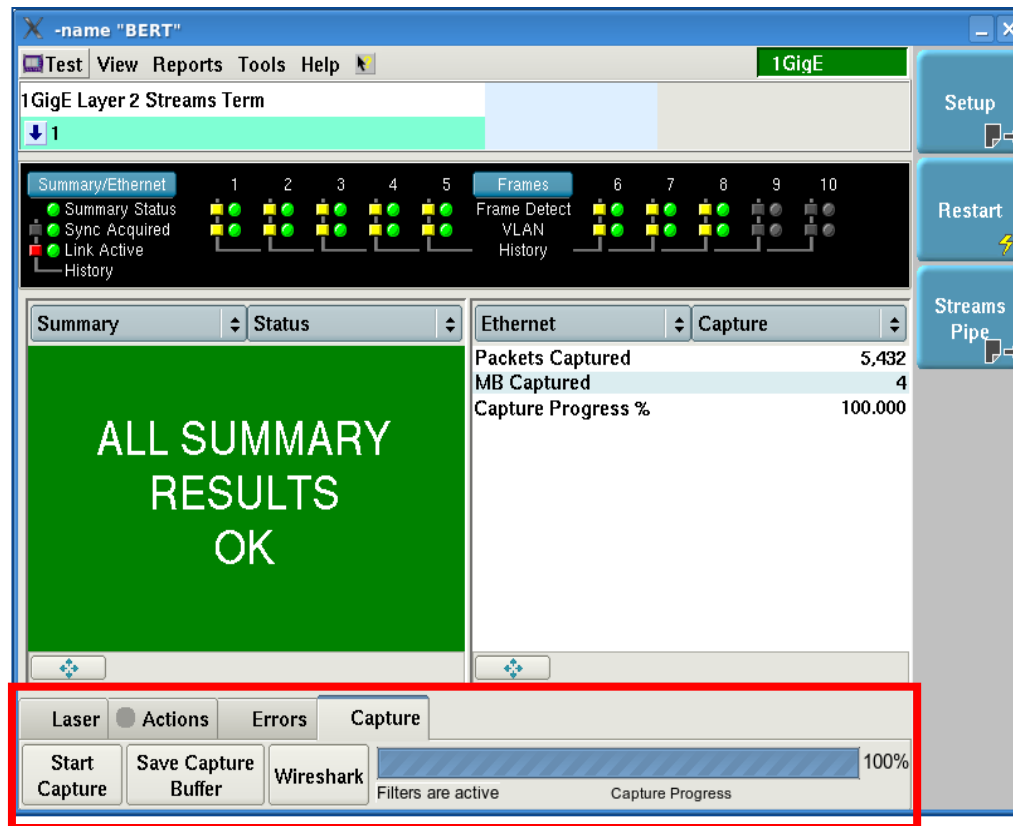 -name "BERT"
Test View Reports Tools Help
1GigE
1GigE Layer 2 Streams Term
1
Summary/Ethernet 1 2 3 4 5 Frames 6 7 8 9 10
Summary Status Frame Detect
Sync Acquired VLAN
Link Active History
History
Summary Status Ethernet Capture
Packets Captured 5,432
MB Captured 4
Capture Progress % 100.000
ALL SUMMARY
RESULTS
OK
Setup
Restart
Streams
Pipe
Laser Actions Errors Capture
Start
Capture
Save Capture
Buffer
Wireshark
100%
Filters are active Capture Progress